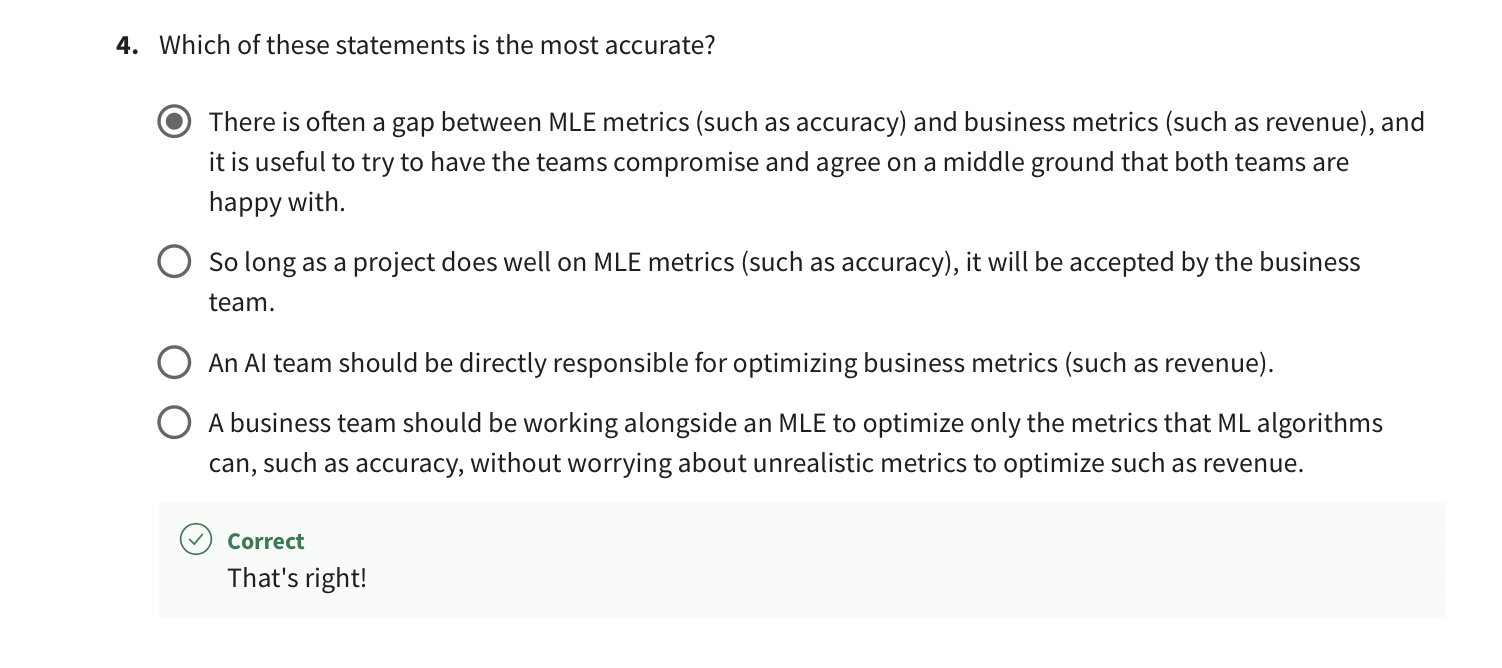 4. Which of these statements is the most accurate?
There is often a gap between MLE metrics (such as accuracy) and business metrics (such as revenue), and
it is useful to try to have the teams compromise and agree on a middle ground that both teams are
happy with.
So long as a project does well on MLE metrics (such as accuracy), it will be accepted by the business
team.
An AI team should be directly responsible for optimizing business metrics (such as revenue).
A business team should be working alongside an MLE to optimize only the metrics that ML algorithms
can, such as accuracy, without worrying about unrealistic metrics to optimize such as revenue.
Correct
That's right!